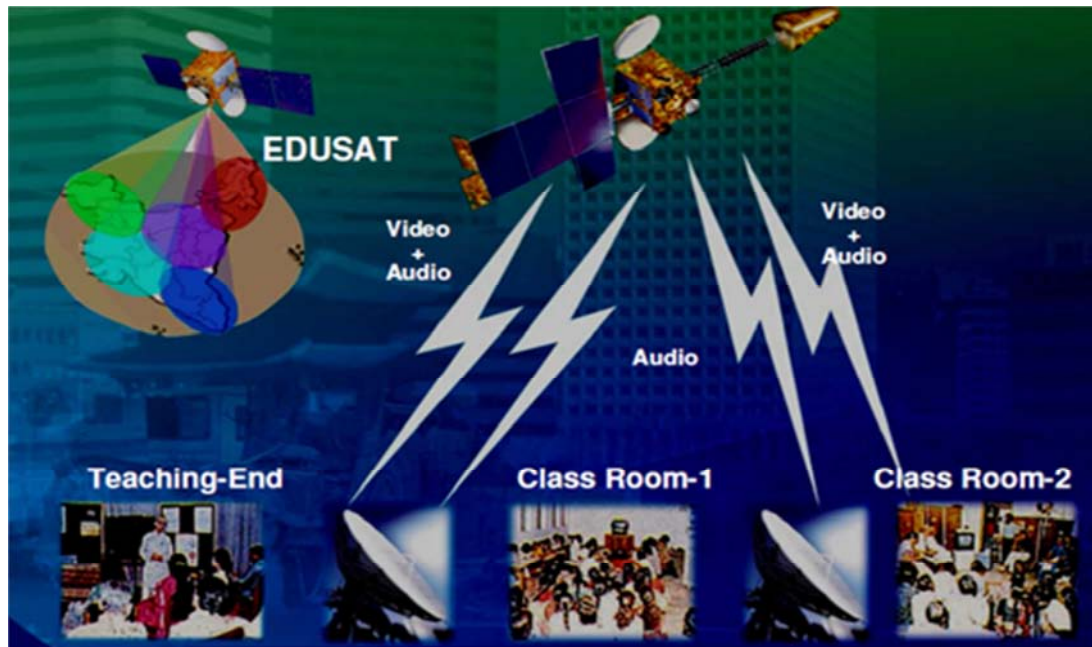 EDUSAT
Video
+
Audio
Video
+
Audio
Audio
Teaching-End
Class Room-1
Class Room-2